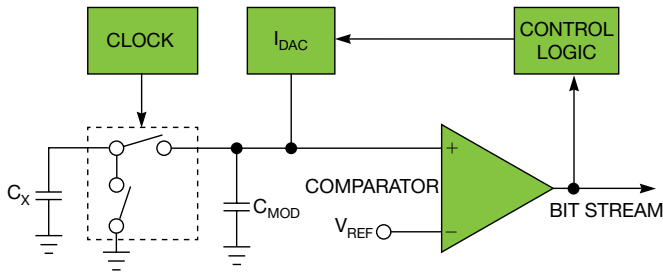 CLOCK
IDAC
CONTROL
LOGIC
CX
CMOD
COMPARATOR
+
−
VREF
BIT STREAM